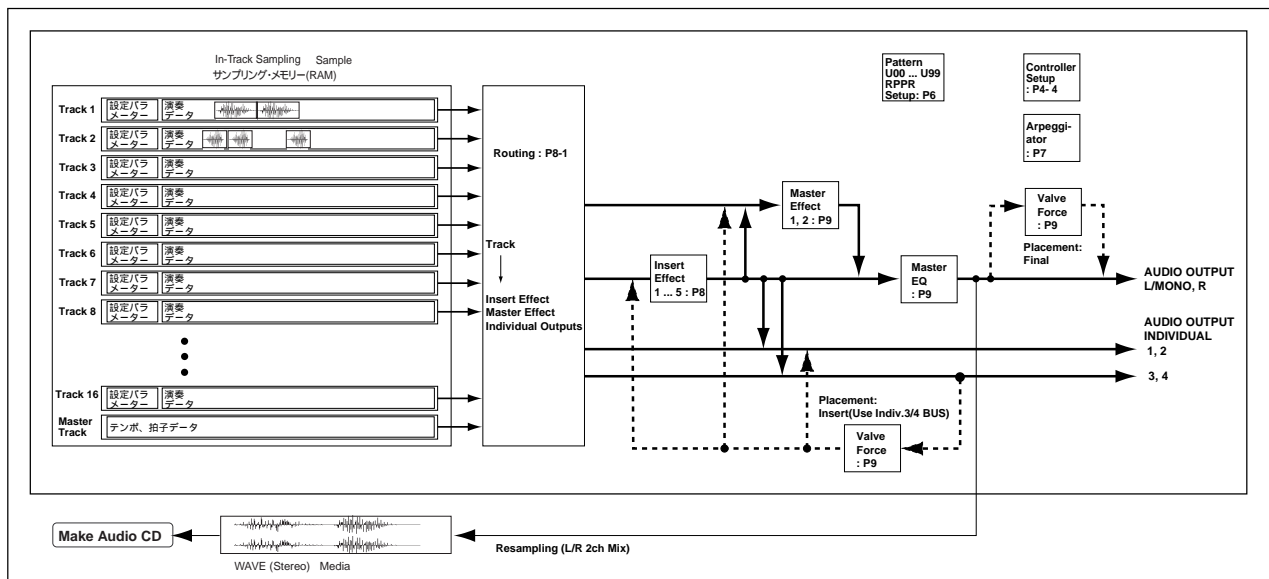 In-Track Sampling Sample
サンプリング・メモリー(RAM)
Track 1
設定パラ
メーター
演奏
データ
Track 2
設定パラ
メーター
演奏
データ
Track 3
設定パラ
メーター
演奏
データ
Track 4
設定パラ
メーター
演奏
データ
Track 5
設定パラ
メーター
演奏
データ
Track 6
設定パラ
メーター
演奏
データ
Track 7
設定パラ
メーター
演奏
データ
Track 8
設定パラ
メーター
演奏
データ
Track 16
設定パラ
メーター
演奏
データ
Master
Track
テンポ、拍子データ
Routing : P8-1
Track
Insert Effect
Master Effect
Individual Outputs
Insert
Effect
1 ... 5 : P8
Master
Effect
1, 2 : P9
Pattern
U00 ... U99
RPPR
Setup: P6
Controller
Setup
: P4- 4
Arpeggi-
ator
: P7
Master
EQ
: P9
Valve
Force
: P9
Placement:
Final
AUDIO OUTPUT
L/MONO, R
AUDIO OUTPUT
INDIVIDUAL
1, 2
3, 4
Placement:
Insert(Use Indiv.3/4 BUS)
Valve
Force
: P9
Make Audio CD
WAVE (Stereo) Media
Resampling (L/R 2ch Mix)